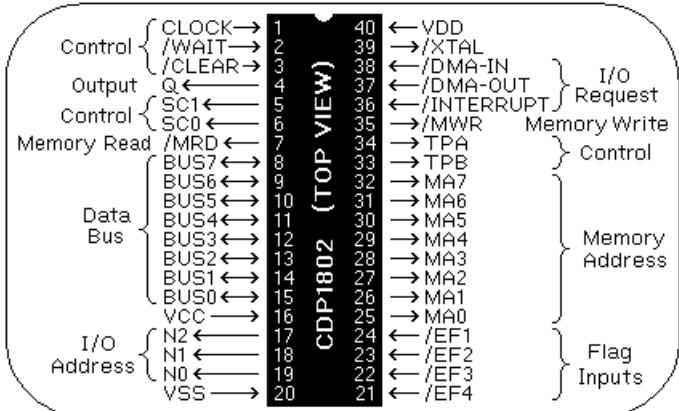 CLOCK→ 1 40 ←VDD
Control /WAIT→ 2 39 →/XTAL
/CLEAR→ 3 38 ←/DMA-IN I/O
Output Q← 4 37 ←/DMA-OUT Request
Control SC1← 5 36 ←/INTERRUPT
SC0← 6 35 →/MWR Memory Write
Memory Read /MRD← 7 34 →TPA Control
BUS7↔ 8 33 →TPB
BUS6↔ 9 32 →MA7
BUS5↔ 10 31 →MA6
Data BUS4↔ 11 30 →MA5
Bus BUS3↔ 12 29 →MA4 Memory
BUS2↔ 13 28 →MA3 Address
BUS1↔ 14 27 →MA2
BUS0↔ 15 26 →MA1
VCC→ 16 25 →MA0
I/O N2← 17 24 ←/EF1
Address N1← 18 23 ←/EF2 Flag
N0← 19 22 ←/EF3 Inputs
VSS→ 20 21 ←/EF4
CDP1802 (TOP VIEW)